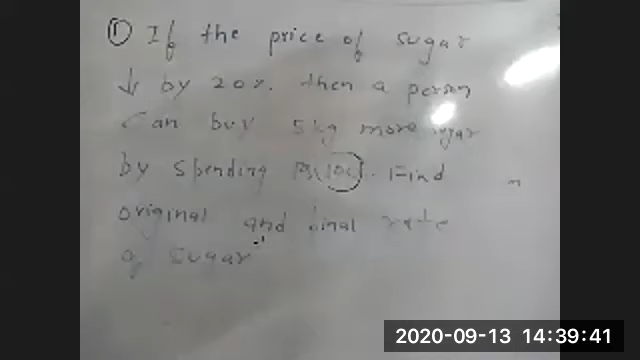 ① If the price of sugar
↓ by 20%. then a person
can buy 5kg more sugar
by spending Rs. Find
original and final rate
of sugar
2020-09-13 14:39:41